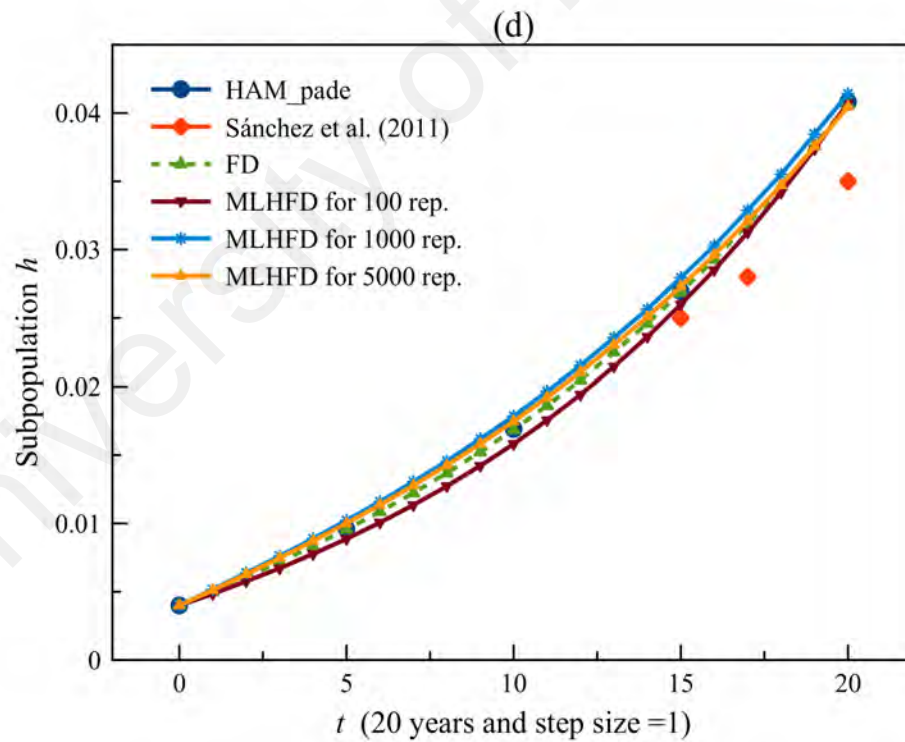 (d)
HAM_pade
Sánchez et al. (2011)
FD
MLHFD for 100 rep.
MLHFD for 1000 rep.
MLHFD for 5000 rep.
Subpopulation h
0.04
0.03
0.02
0.01
0
0 5 10 15 20
t (20 years and step size =1)
University of